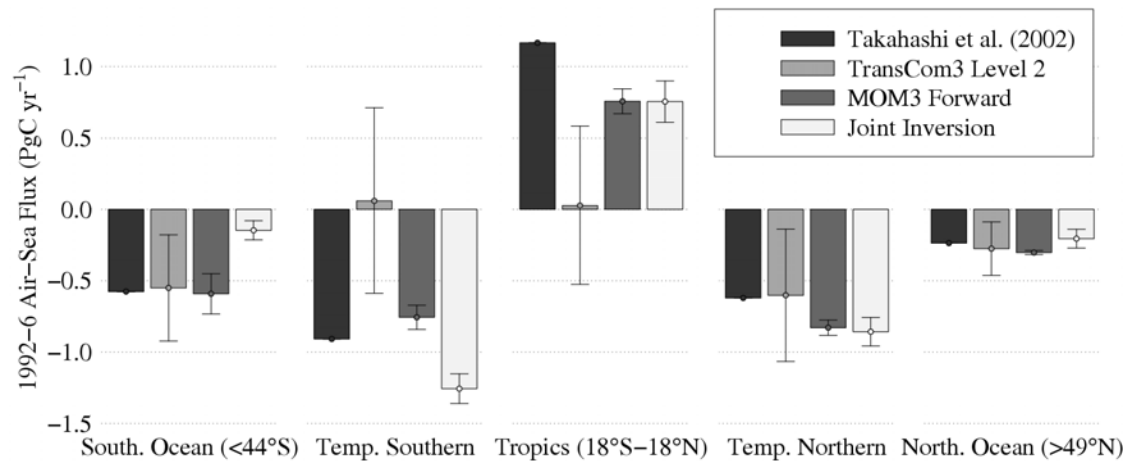 Takahashi et al. (2002)
TransCom3 Level 2
MOM3 Forward
Joint Inversion
1992–6 Air–Sea Flux (PgC yr⁻¹)
1.0
0.5
0.0
−0.5
−1.0
−1.5
South. Ocean (<44°S)
Temp. Southern
Tropics (18°S–18°N)
Temp. Northern
North. Ocean (>49°N)